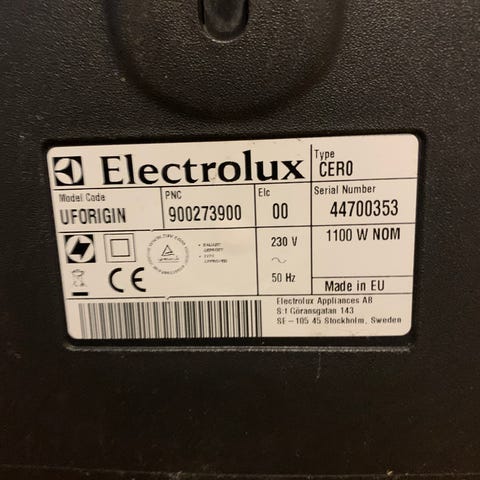 Electrolux
Type
CER0
Model Code
UFORIGIN
PNC
900273900
Elc
00
Serial Number
44700353
230 V
~
50 Hz
1100 W NOM
CE
Made in EU
Electrolux Appliances AB
S:t Göransgatan 143
SE - 105 45 Stockholm, Sweden